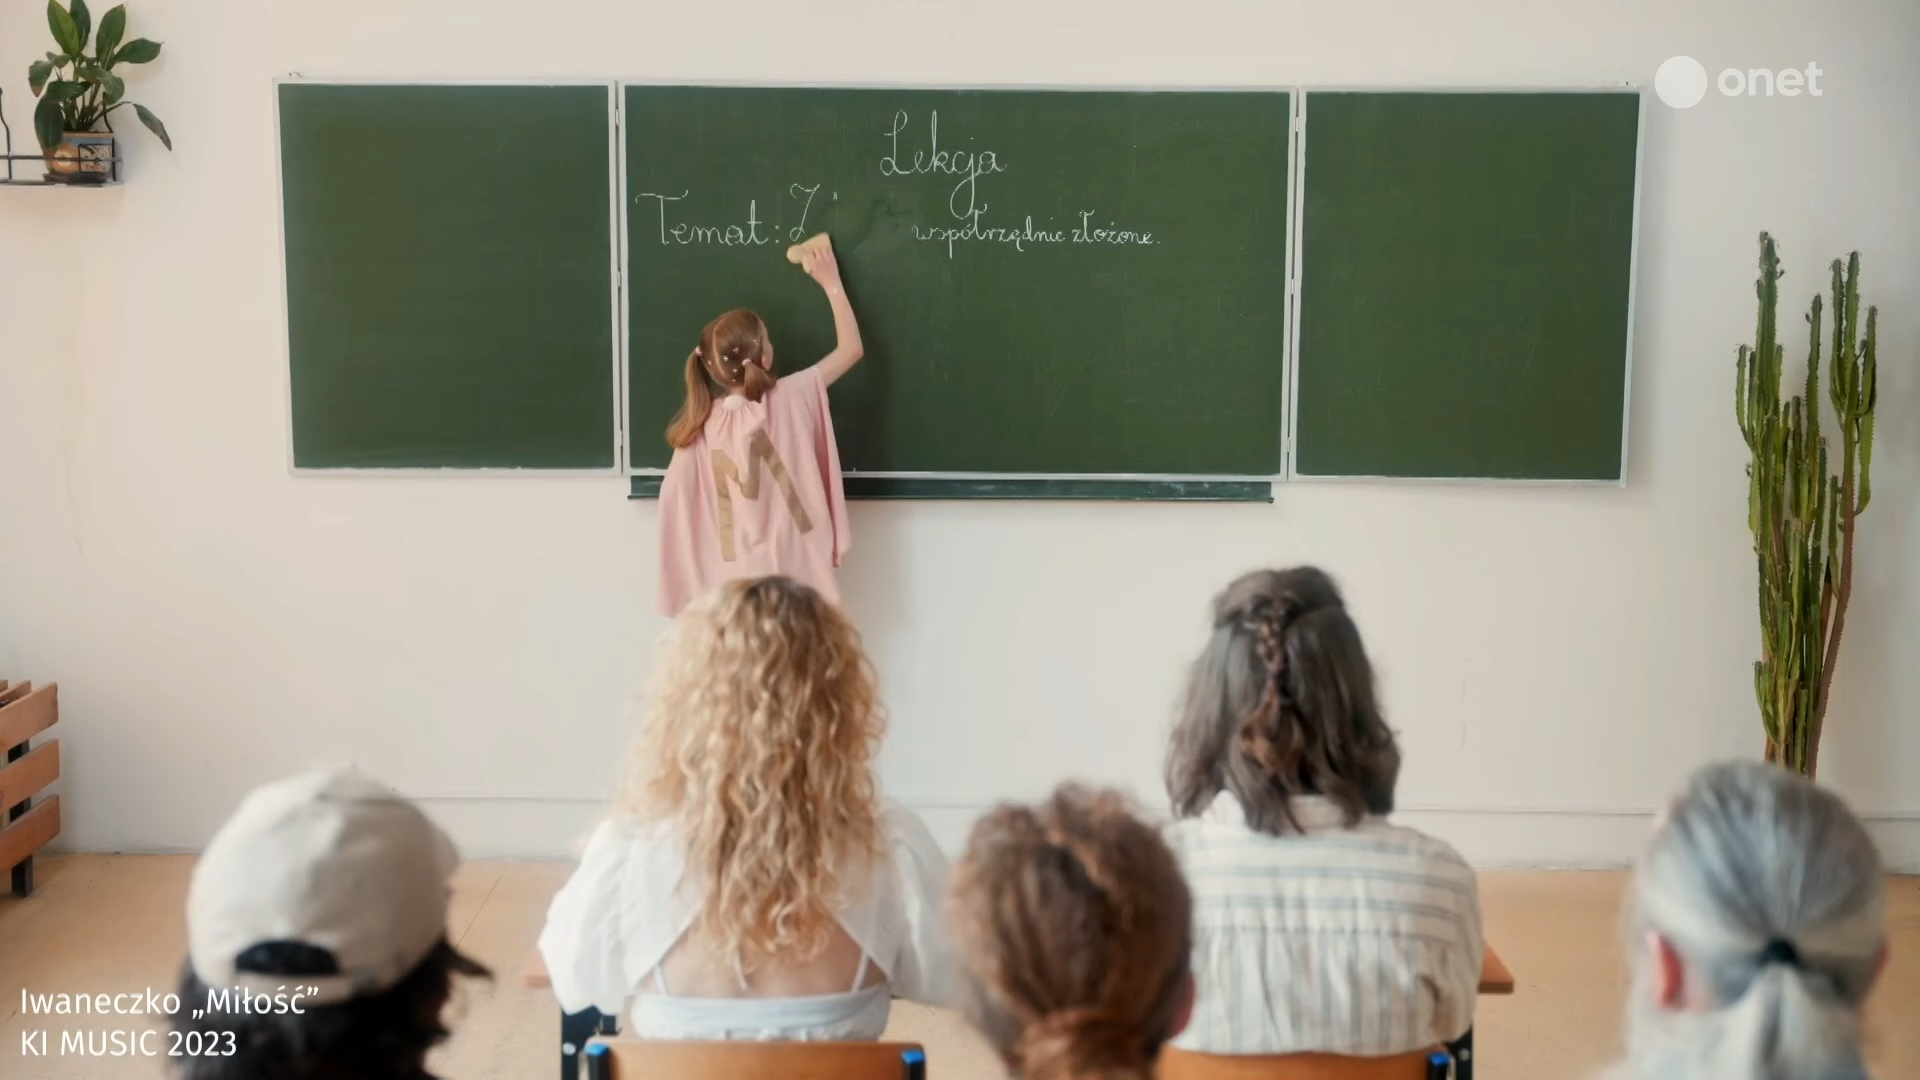 onet
Lekcja
Temat: Z
współrzędnie złożone.
M
Iwaneczko „Miłość”
KI MUSIC 2023